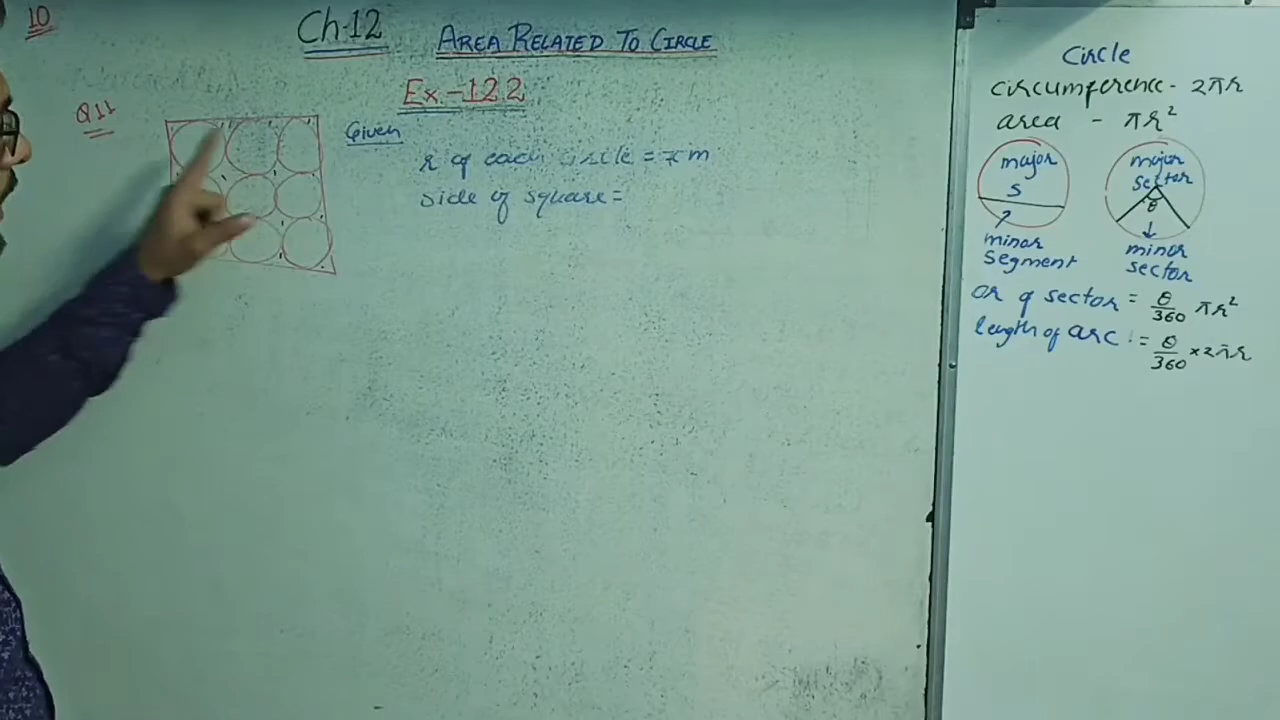 10
Ch-12
AREA RELATED TO CIRCLE
Ex-12.2
Q11
Given
r of each circle = 7 m
side of square =
Circle
circumference - 2πr
area - πr²
major
S
minor
segment
major
sector
θ
minor
sector
ar of sector = θ/360 πr²
length of arc = θ/360 × 2πr